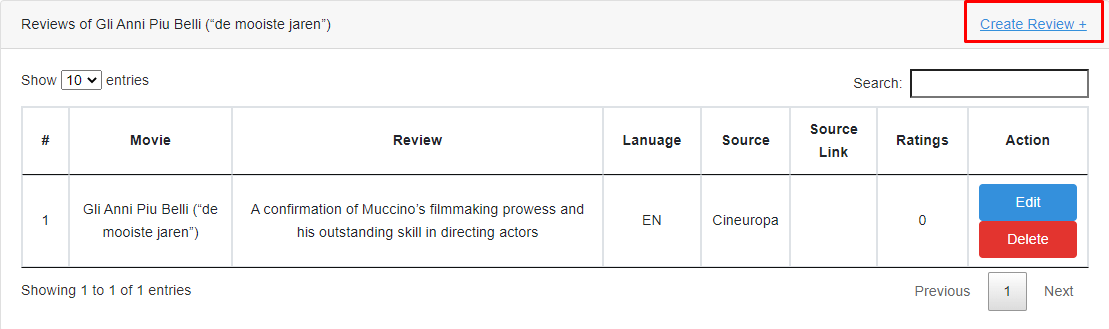 Reviews of Gli Anni Piu Belli (“de mooiste jaren”)
Create Review +
Show 10 entries
Search:
# Movie Review Lanuage Source Source Link Ratings Action
1 Gli Anni Piu Belli (“de mooiste jaren”) A confirmation of Muccino’s filmmaking prowess and his outstanding skill in directing actors EN Cineuropa 0 Edit
Delete
Showing 1 to 1 of 1 entries
Previous 1 Next